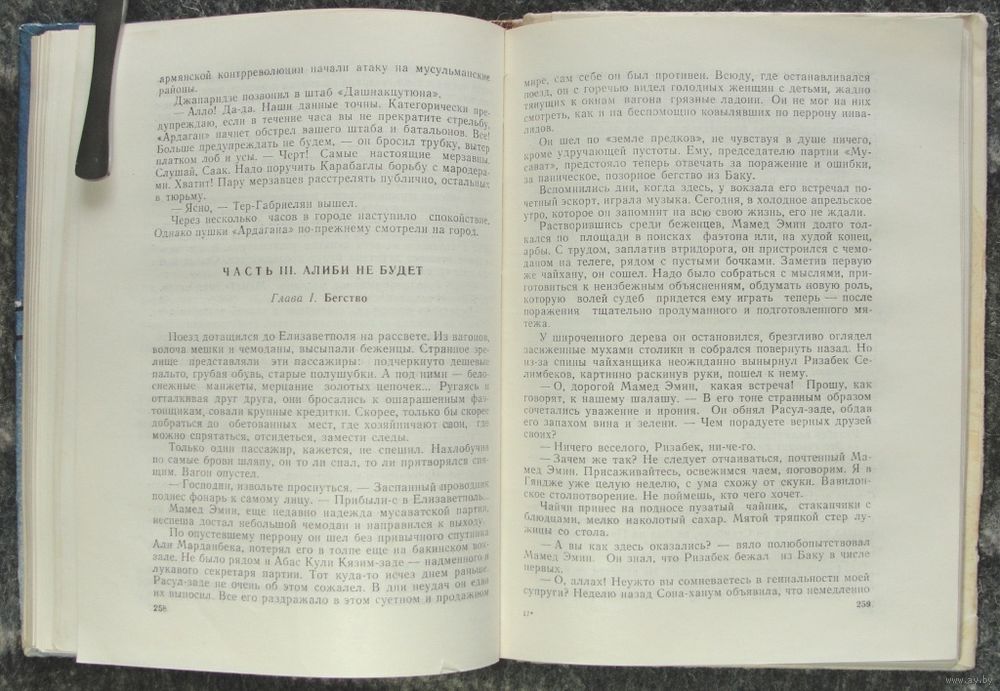 армянской контрреволюции начали атаку на мусульманские
районы.
Джапаридзе позвонил в штаб «Дашнакцутюна».
— Алло! Да-да. Наши данные точны. Категорически пре-
дупреждаю, если в течение часа вы не прекратите стрельбу,
«Ардаган» начнет обстрел вашего штаба и батальонов. Все!
Больше предупреждать не будем, — он бросил трубку, вытер
платком лоб и усы. — Черт! Самые настоящие мерзавцы.
Слушай, Саак. Надо поручить Карабаглы борьбу с мародера-
ми. Хватит! Пару мерзавцев расстрелять публично, остальных
в тюрьму.
— Ясно, — Тер-Габриелян вышел.
Через несколько часов в городе наступило спокойствие.
Однако пушки «Ардагана» по-прежнему смотрели на город.
ЧАСТЬ III. АЛИБИ НЕ БУДЕТ
Глава I. Бегство
Поезд дотащился до Елизаветполя на рассвете. Из вагонов,
волоча мешки и чемоданы, высыпали беженцы. Странное зре-
лище представляли эти пассажиры: подчеркнуто дешевые
пальто, грубая обувь, старые полушубки. А под ними — бело-
снежные манжеты, мерцание золотых цепочек... Ругаясь и
отталкивая друг друга, они бросались к ошарашенным фаэ-
тонщикам, совали крупные кредитки. Скорее, только бы скорее
добраться до обетованных мест, где хозяйничают свои, где
можно спрятаться, отсидеться, замести следы.
Только один пассажир, кажется, не спешил. Нахлобучив
по самые брови шляпу, он то ли спал, то ли притворялся спя-
щим. Вагон опустел.
— Господин, извольте проснуться. — Заспанный проводник
поднес фонарь к самому лицу. — Прибыли-с в Елизаветполь...
Мамед Эмин, еще недавно надежда мусаватской партии,
неспеша достал небольшой чемодан и направился к выходу.
По опустевшему перрону он шел без привычного спутника
Али Марданбека, потерял его в толпе еще на бакинском вок-
зале. Не было рядом и Абас Кули Кязим-заде — надменного и
лукавого секретаря партии. Тот куда-то исчез днем раньше.
Расул-заде не очень об этом сожалел. В дни неудач он едва
их выносил. Все его раздражало в этом суетном и продажном
258
мире, сам себе он был противен. Всюду, где останавливался
поезд, он с горечью видел голодных женщин с детьми, жадно
тянущих к окнам вагона грязные ладони. Он не мог на них
смотреть, как и на беспомощно ковылявших по перрону инва-
лидов.
Он шел по «земле предков», не чувствуя в душе ничего,
кроме удручающей пустоты. Ему, председателю партии «Му-
сават», предстояло теперь отвечать за поражение и ошибки,
за паническое, позорное бегство из Баку.
Вспомнились дни, когда здесь, у вокзала его встречал по-
четный эскорт, играла музыка. Сегодня, в холодное апрельское
утро, которое он запомнит на всю свою жизнь, его не ждали.
Растворившись среди беженцев, Мамед Эмин долго тол-
кался по площади в поисках фаэтона или, на худой конец,
арбы. С трудом, заплатив втридорога, он пристроился с чемо-
даном на телеге, рядом с пустыми бочками. Заметив первую
же чайхану, он сошел. Надо было собраться с мыслями, при-
готовиться к неизбежным объяснениям, обдумать новую роль,
которую волей судеб придется ему играть теперь — после
поражения тщательно продуманного и подготовленного мя-
тежа.
У широченного дерева он остановился, брезгливо оглядел
засиженные мухами столики и собрался повернуть назад. Но
из-за спины чайханщика неожиданно вынырнул Ризабек Се-
лимбеков, картинно раскинув руки, пошел к нему.
— О, дорогой Мамед Эмин, какая встреча! Прошу, как
говорят, к нашему шалашу. — В его тоне странным образом
сочетались уважение и ирония. Он обнял Расул-заде, обдав
его запахом вина и зелени. — Чем порадуете верных друзей
своих?
— Ничего веселого, Ризабек, ни-че-го.
— Зачем же так? Не следует отчаиваться, почтенный Ма-
мед Эмин. Присаживайтесь, освежимся чаем, поговорим. Я в
Гяндже уже целую неделю, с ума схожу от скуки. Вавилон-
ское столпотворение. Не поймешь, кто чего хочет.
Чайчи принес на подносе пузатый чайник, стаканчики с
блюдцами, мелко наколотый сахар. Мятой тряпкой стер лу-
жицы со стола.
— А вы как здесь оказались? — вяло полюбопытствовал
Мамед Эмин. Он знал, что Ризабек бежал из Баку в числе
первых.
— О, аллах! Неужто вы сомневаетесь в гениальности моей
супруги? Неделю назад Сона-ханум объявила, что немедленно
17*
259
www.ay.by